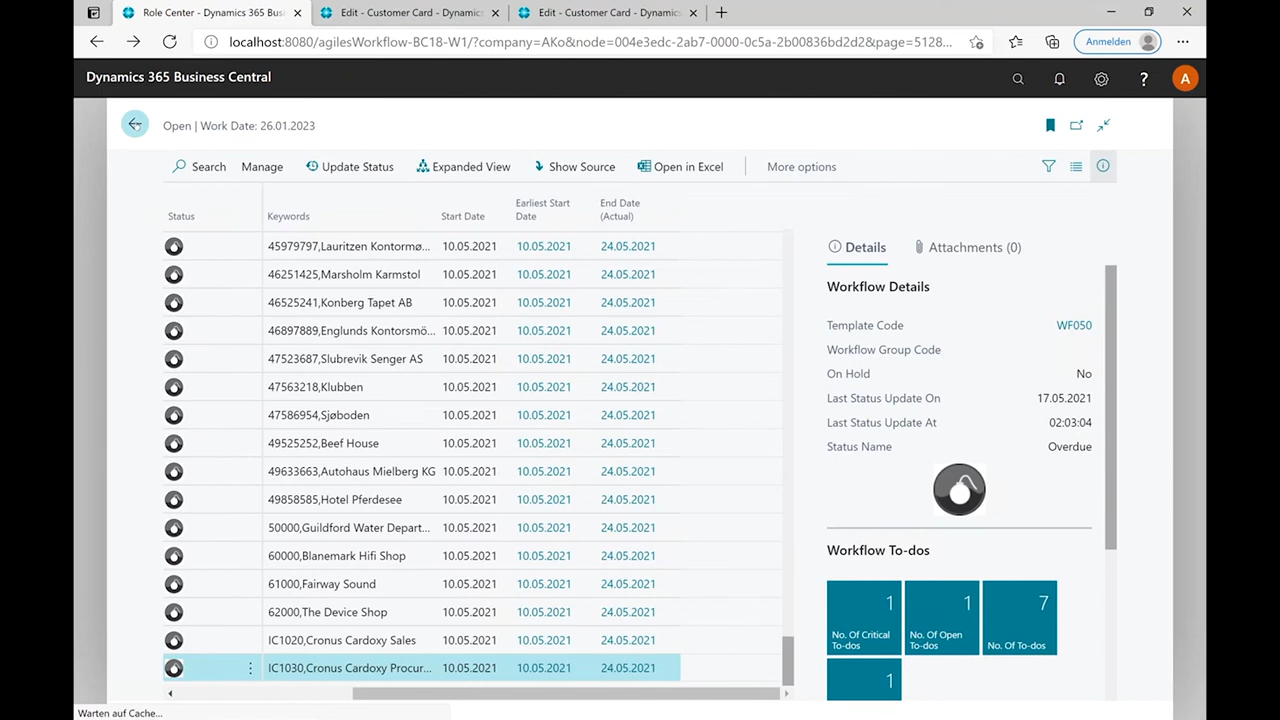 Role Center - Dynamics 365 Busi
Edit - Customer Card - Dynamics
Edit - Customer Card - Dynamics
localhost:8080/agilesWorkflow-BC18-W1/?company=AKo&node=004e3edc-2ab7-0000-0c5a-2b00836bd2d2&page=5128...
Anmelden
Dynamics 365 Business Central
A
Open | Work Date: 26.01.2023
Search Manage Update Status Expanded View Show Source Open in Excel More options
Status Keywords Start Date Earliest Start Date End Date (Actual)
45979797,Lauritzen Kontormø... 10.05.2021 10.05.2021 24.05.2021
46251425,Marsholm Karmstol 10.05.2021 10.05.2021 24.05.2021
46525241,Konberg Tapet AB 10.05.2021 10.05.2021 24.05.2021
46897889,Englunds Kontorsmö... 10.05.2021 10.05.2021 24.05.2021
47523687,Slubrevik Senger AS 10.05.2021 10.05.2021 24.05.2021
47563218,Klubben 10.05.2021 10.05.2021 24.05.2021
47586954,Sjøboden 10.05.2021 10.05.2021 24.05.2021
49525252,Beef House 10.05.2021 10.05.2021 24.05.2021
49633663,Autohaus Mielberg KG 10.05.2021 10.05.2021 24.05.2021
49858585,Hotel Pferdesee 10.05.2021 10.05.2021 24.05.2021
50000,Guildford Water Depart... 10.05.2021 10.05.2021 24.05.2021
60000,Blanemark Hifi Shop 10.05.2021 10.05.2021 24.05.2021
61000,Fairway Sound 10.05.2021 10.05.2021 24.05.2021
62000,The Device Shop 10.05.2021 10.05.2021 24.05.2021
IC1020,Cronus Cardoxy Sales 10.05.2021 10.05.2021 24.05.2021
IC1030,Cronus Cardoxy Procur... 10.05.2021 10.05.2021 24.05.2021
Details Attachments (0)
Workflow Details
Template Code WF050
Workflow Group Code
On Hold No
Last Status Update On 17.05.2021
Last Status Update At 02:03:04
Status Name Overdue
Workflow To-dos
1
No. Of Critical
To-dos
1
No. Of Open
To-dos
7
No. Of To-dos
1
Warten auf Cache...